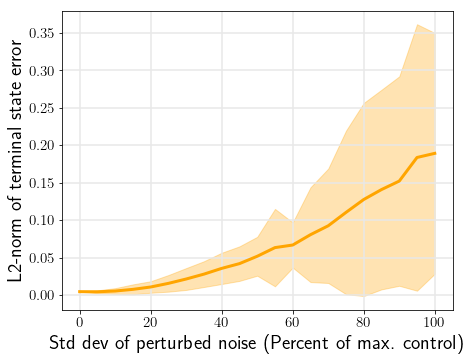 L2-norm of terminal state error
0.35
0.30
0.25
0.20
0.15
0.10
0.05
0.00
0 20 40 60 80 100
Std dev of perturbed noise (Percent of max. control)